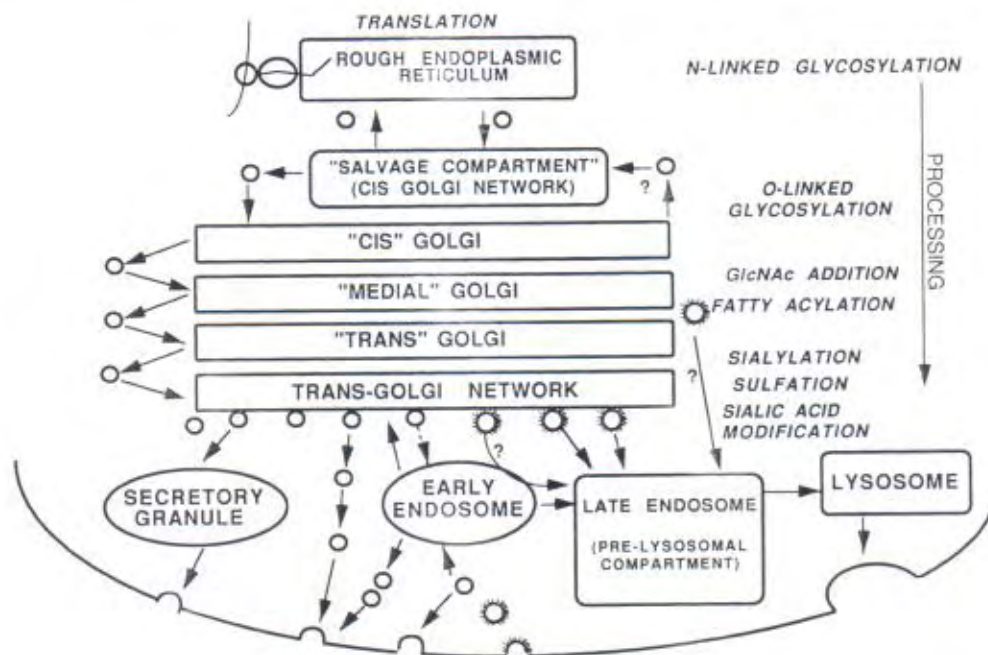 TRANSLATION
ROUGH ENDOPLASMIC
RETICULUM
N-LINKED GLYCOSYLATION
"SALVAGE COMPARTMENT"
(CIS GOLGI NETWORK)
?
PROCESSING
O-LINKED
GLYCOSYLATION
"CIS" GOLGI
"MEDIAL" GOLGI
GlcNAc ADDITION
FATTY ACYLATION
"TRANS" GOLGI
?
SIALYLATION
TRANS-GOLGI NETWORK
SULFATION
SIALIC ACID
MODIFICATION
?
SECRETORY
GRANULE
EARLY
ENDOSOME
LATE ENDOSOME
(PRE-LYSOSOMAL
COMPARTMENT)
LYSOSOME